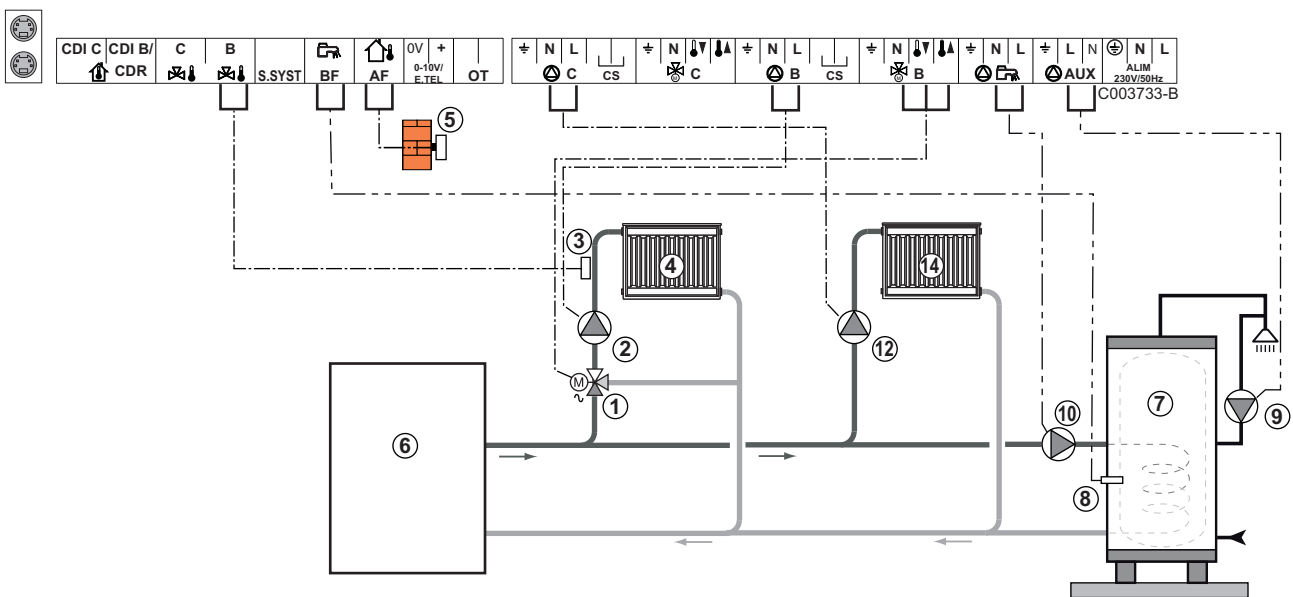 CDI C CDI B/ C B 0V + N L N N L N B N L L N N L
CDR S.SYST BF AF 0-10V/ E.TEL OT C CS C B CS B AUX ALIM 230V/50Hz
C003733-B
5
3
4 14
2 12
M
1
10 7 9
6
8